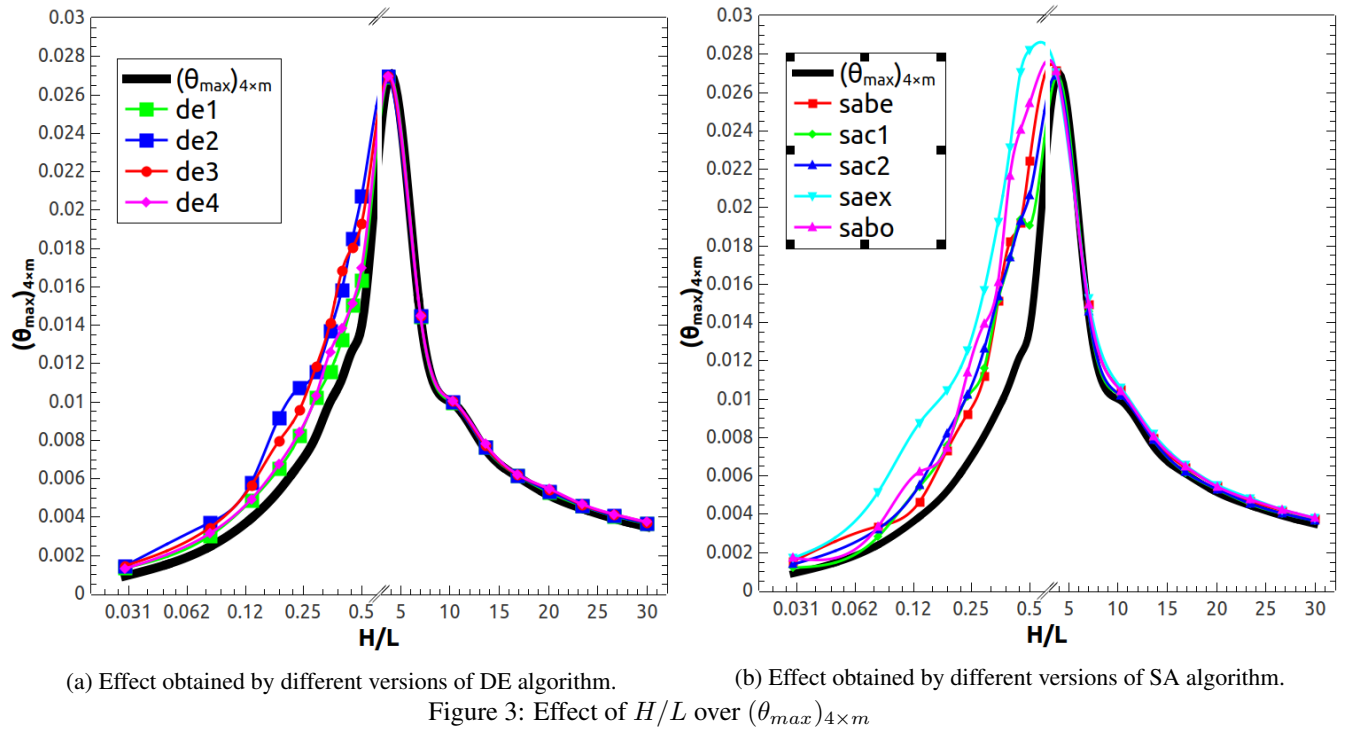 0.03
0.028
0.026
0.024
0.022
0.02
0.018
0.016
0.014
0.012
0.01
0.008
0.006
0.004
0.002
0
(θmax)4×m
(θmax)4×m
de1
de2
de3
de4
0.031 0.062 0.12 0.25 0.5 5 10 15 20 25 30
H/L
(a) Effect obtained by different versions of DE algorithm.
0.03
0.028
0.026
0.024
0.022
0.02
0.018
0.016
0.014
0.012
0.01
0.008
0.006
0.004
0.002
0
(θmax)4×m
(θmax)4×m
sabe
sac1
sac2
saex
sabo
0.031 0.062 0.12 0.25 0.5 5 10 15 20 25 30
H/L
(b) Effect obtained by different versions of SA algorithm.
Figure 3: Effect of H/L over (θmax)4×m